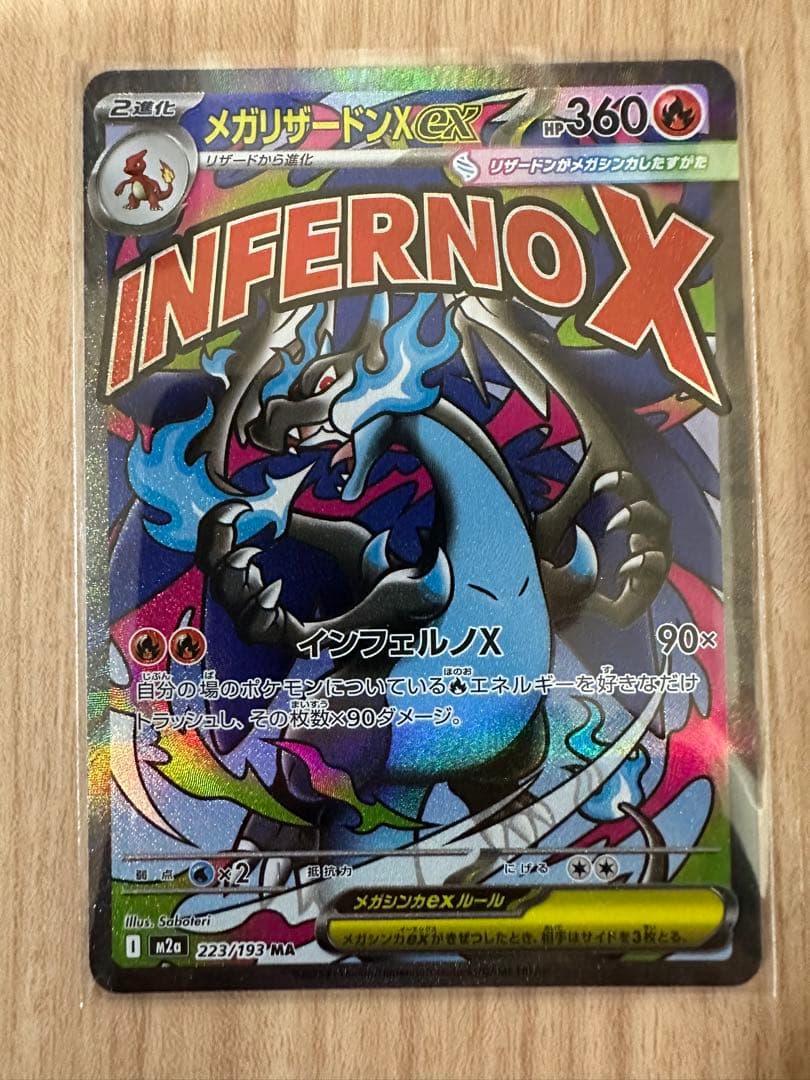 2進化
メガリザードンXex
HP360
リザードから進化
リザードンがメガシンカしたすがた
INFERNO X
インフェルノX 90×
自分の場のポケモンについている エネルギーを好きなだけ
トラッシュし、その枚数×90ダメージ。
弱点 ×2 抵抗力 にげる
メガシンカexルール
メガシンカexがきぜつしたとき、相手はサイドを3枚とる。
Illus. Saboteri
I m2a 223/193 MA